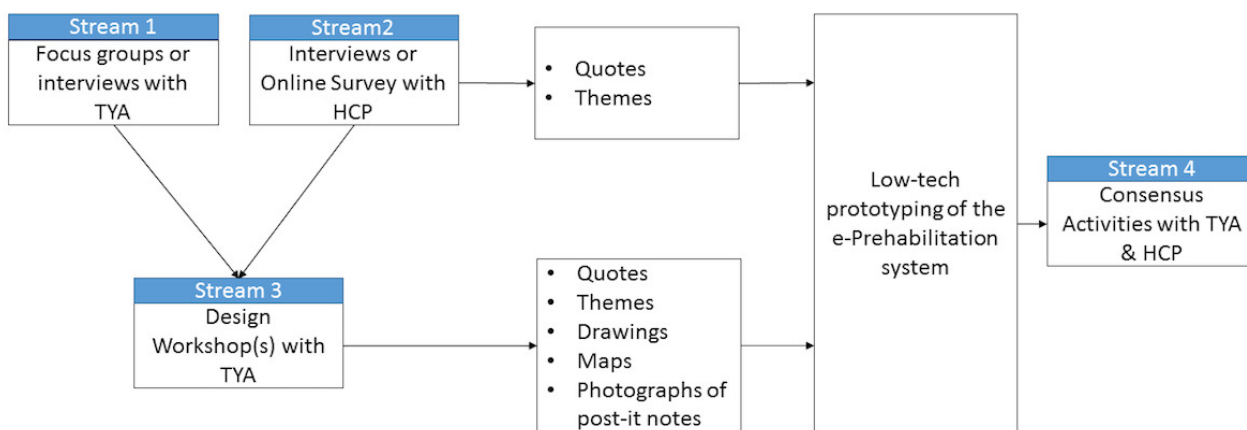 Stream 1
Focus groups or
interviews with
TYA
Stream2
Interviews or
Online Survey with
HCP
• Quotes
• Themes
Stream 3
Design
Workshop(s) with
TYA
• Quotes
• Themes
• Drawings
• Maps
• Photographs of
post-it notes
Low-tech
prototyping of the
e-Prehabilitation
system
Stream 4
Consensus
Activities with TYA
& HCP